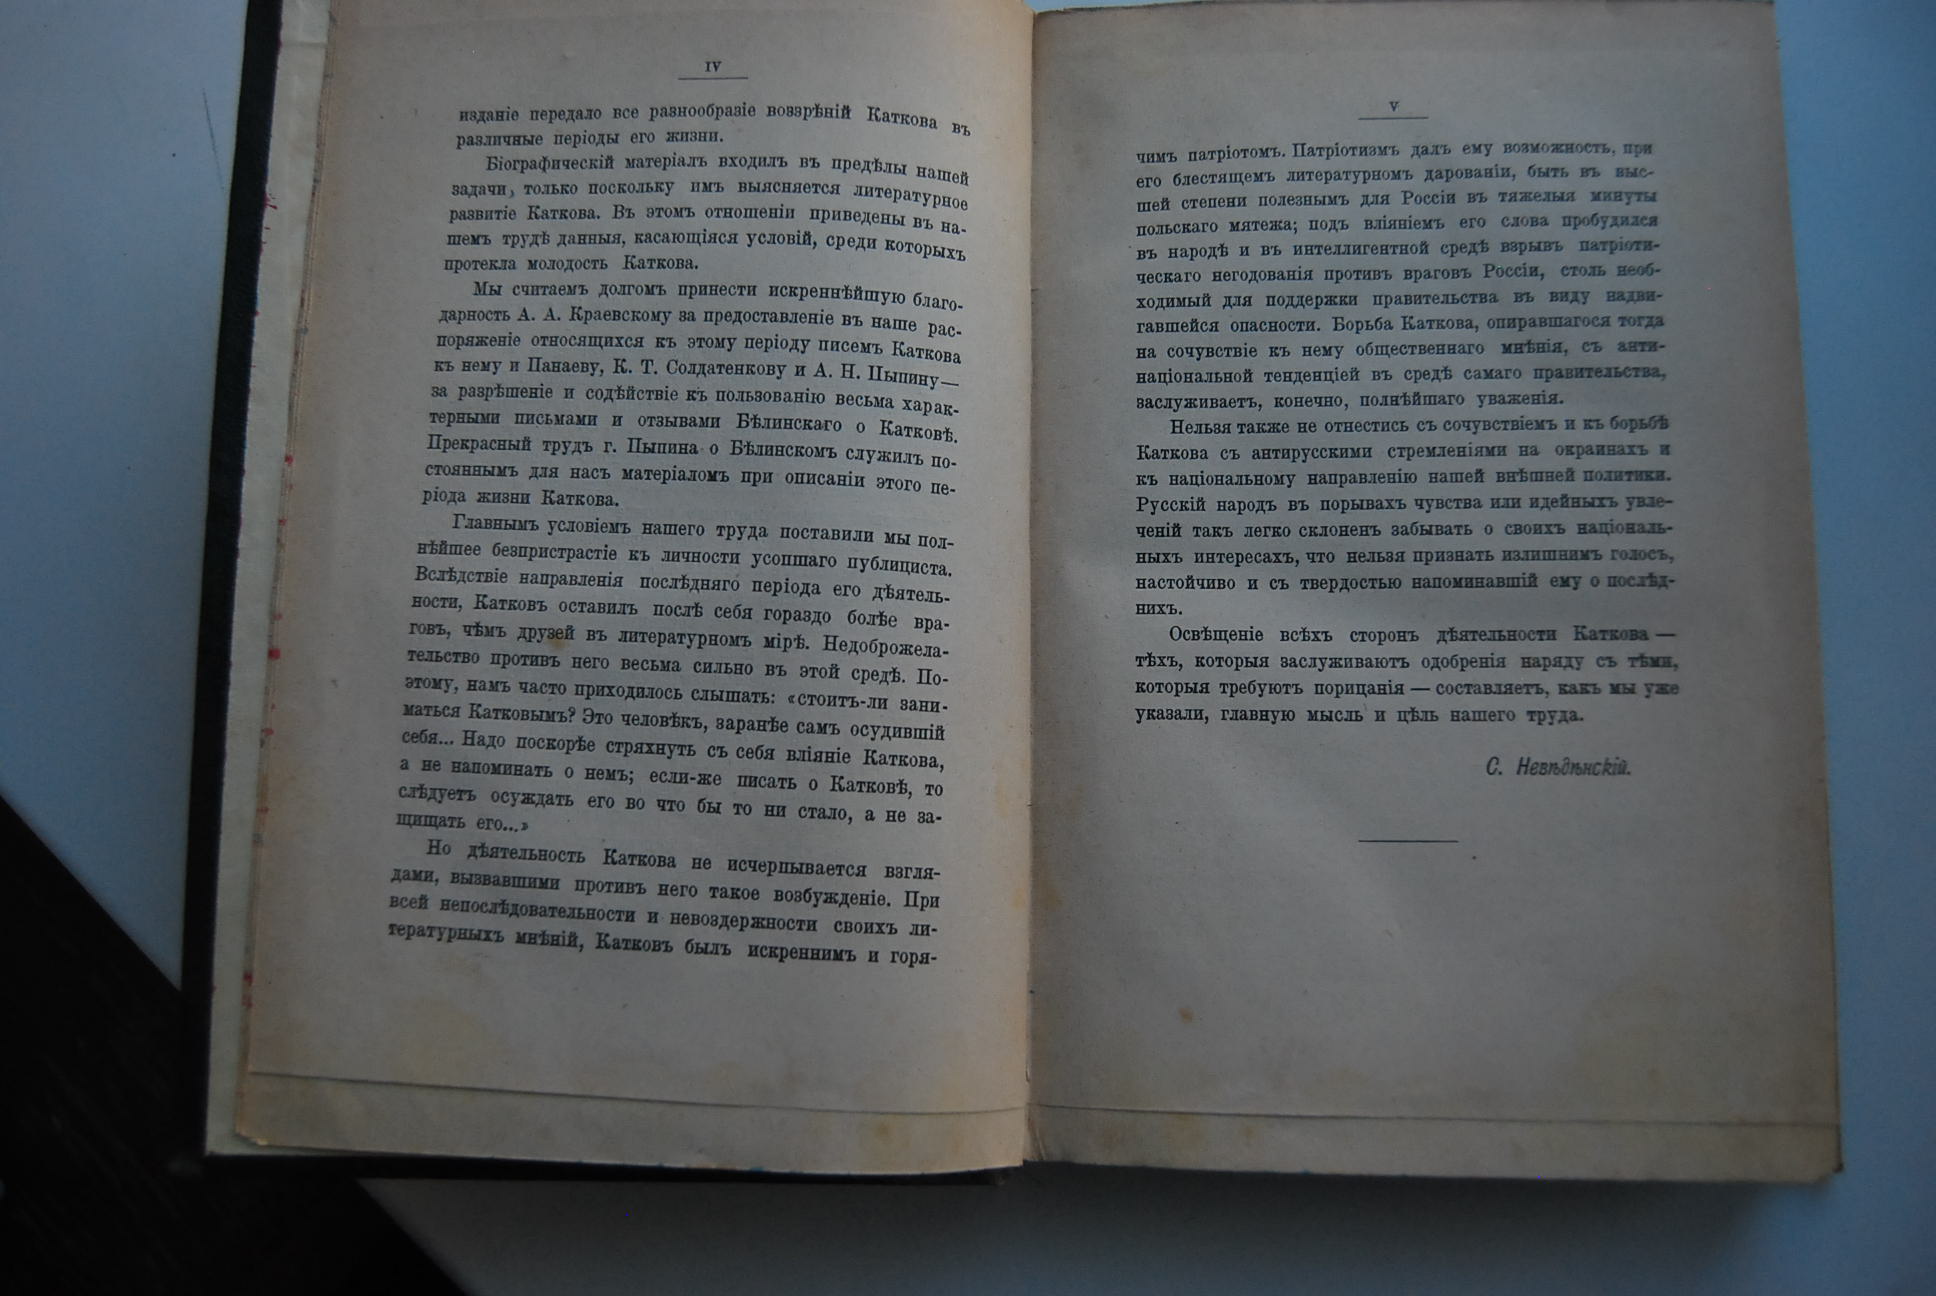 IV
изданіе передало все разнообразіе воззрѣній Каткова въ
различные періоды его жизни.
Біографическій матеріалъ входилъ въ предѣлы нашей
задачи, только поскольку имъ выясняется литературное
развитіе Каткова. Въ этомъ отношеніи приведены въ на-
шемъ трудѣ данныя, касающіяся условій, среди которыхъ
протекла молодость Каткова.
Мы считаемъ долгомъ принести искреннѣйшую благо-
дарность А. А. Краевскому за предоставленіе въ наше рас-
поряженіе относящихся къ этому періоду писемъ Каткова
къ нему и Панаеву, К. Т. Солдатенкову и А. Н. Пыпину—
за разрѣшеніе и содѣйствіе къ пользованію весьма харак-
терными письмами и отзывами Бѣлинскаго о Катковѣ.
Прекрасный трудъ г. Пыпина о Бѣлинскомъ служилъ по-
стояннымъ для насъ матеріаломъ при описаніи этого пе-
ріода жизни Каткова.
Главнымъ условіемъ нашего труда поставили мы пол-
нѣйшее безпристрастіе къ личности усопшаго публициста.
Вслѣдствіе направленія послѣдняго періода его дѣятель-
ности, Катковъ оставилъ послѣ себя гораздо болѣе вра-
говъ, чѣмъ друзей въ литературномъ мірѣ. Недоброжела-
тельство противъ него весьма сильно въ этой средѣ. По-
этому, намъ часто приходилось слышать: «стоитъ-ли зани-
маться Катковымъ? Это человѣкъ, заранѣе самъ осудившій
себя... Надо поскорѣе стряхнуть съ себя вліяніе Каткова,
а не напоминать о немъ; если-же писать о Катковѣ, то
слѣдуетъ осуждать его во что бы то ни стало, а не за-
щищать его...»
Но дѣятельность Каткова не исчерпывается взгля-
дами, вызвавшими противъ него такое возбужденіе. При
всей непослѣдовательности и невоздержности своихъ ли-
тературныхъ мнѣній, Катковъ былъ искреннимъ и горя-
V
чимъ патріотомъ. Патріотизмъ далъ ему возможность, при
его блестящемъ литературномъ дарованіи, быть въ выс-
шей степени полезнымъ для Россіи въ тяжелыя минуты
польскаго мятежа; подъ вліяніемъ его слова пробудился
въ народѣ и въ интеллигентной средѣ взрывъ патріоти-
ческаго негодованія противъ враговъ Россіи, столь необ-
ходимый для поддержки правительства въ виду надви-
гавшейся опасности. Борьба Каткова, опиравшагося тогда
на сочувствіе къ нему общественнаго мнѣнія, съ анти-
національной тенденціей въ средѣ самаго правительства,
заслуживаетъ, конечно, полнѣйшаго уваженія.
Нельзя также не отнестись съ сочувствіемъ и къ борьбѣ
Каткова съ антирусскими стремленіями на окраинахъ и
къ національному направленію нашей внѣшней политики.
Русскій народъ въ порывахъ чувства или идейныхъ увле-
ченій такъ легко склоненъ забывать о своихъ національ-
ныхъ интересахъ, что нельзя признать излишнимъ голосъ,
настойчиво и съ твердостью напоминавшій ему о послѣд-
нихъ.
Освѣщеніе всѣхъ сторонъ дѣятельности Каткова —
тѣхъ, которыя заслуживаютъ одобренія наряду съ тѣми,
которыя требуютъ порицанія — составляетъ, какъ мы уже
указали, главную мысль и цѣль нашего труда.
С. Невѣдѣнскій.